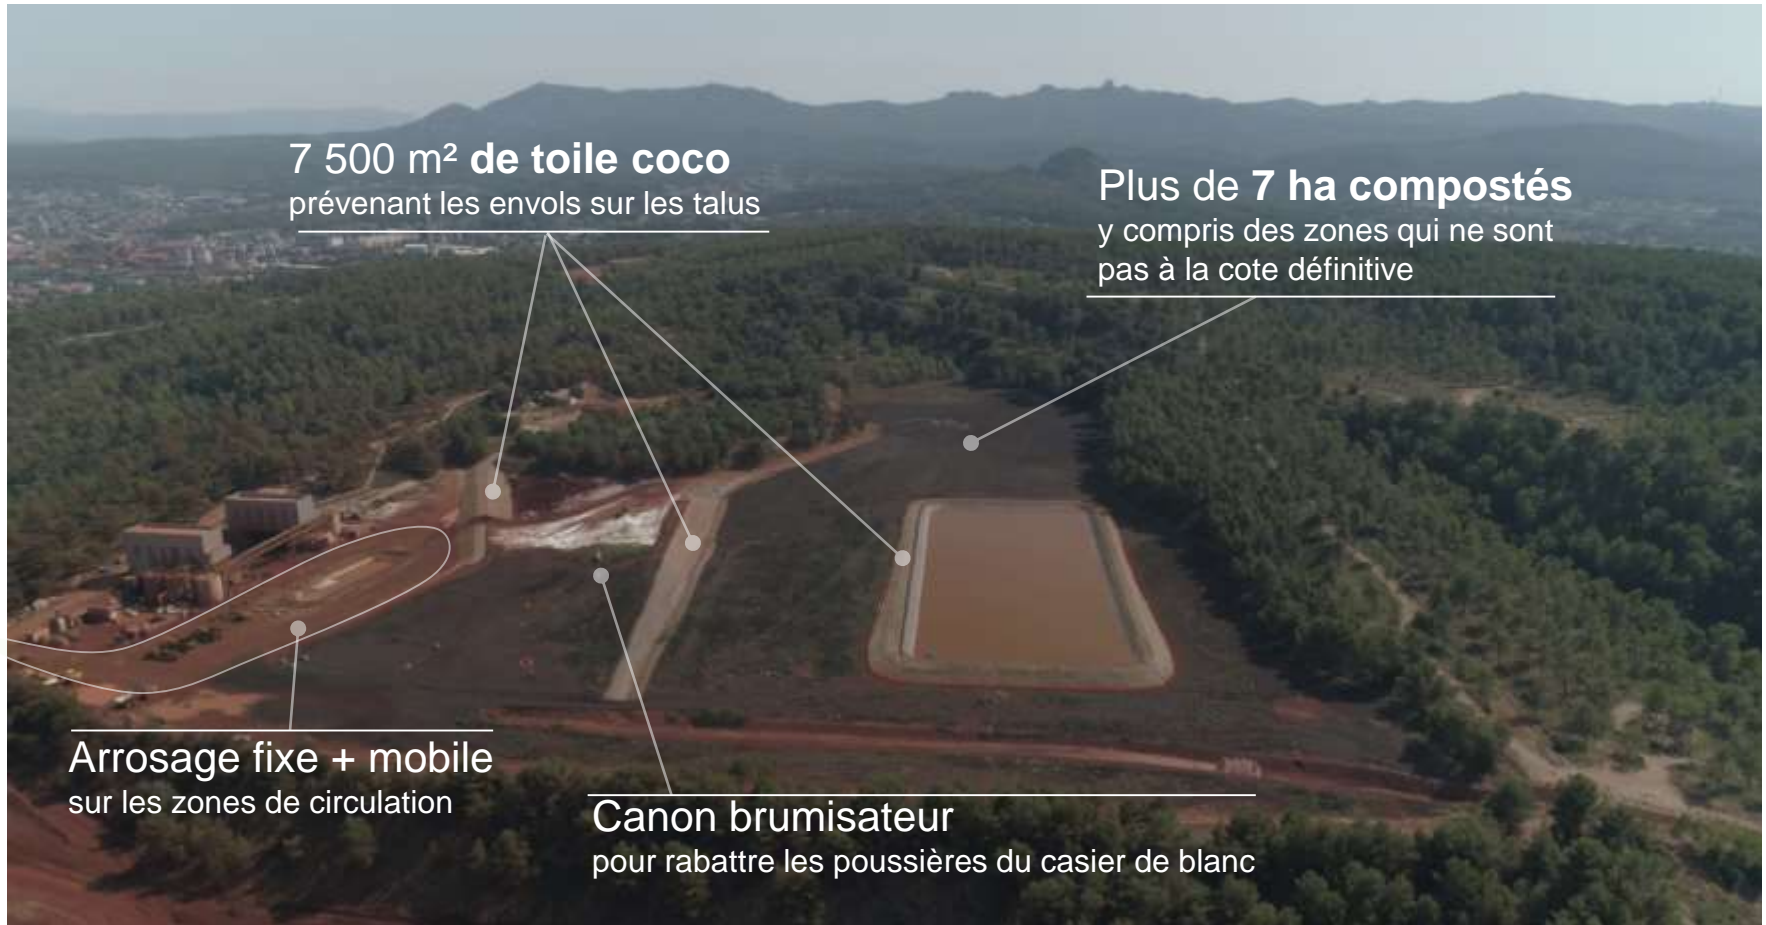 7 500 m² de toile coco
prévenant les envols sur les talus
Plus de 7 ha compostés
y compris des zones qui ne sont
pas à la cote définitive
Arrosage fixe + mobile
sur les zones de circulation
Canon brumisateur
pour rabattre les poussières du casier de blanc